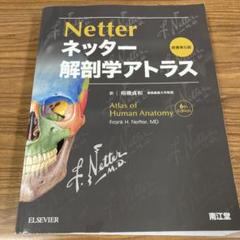 Netter
ネッター
解剖学アトラス
原書第6版
訳 相磯貞和
Atlas of
Human Anatomy
6th Edition
Frank H. Netter, MD
Netter
M.D.
ELSEVIER
南江堂